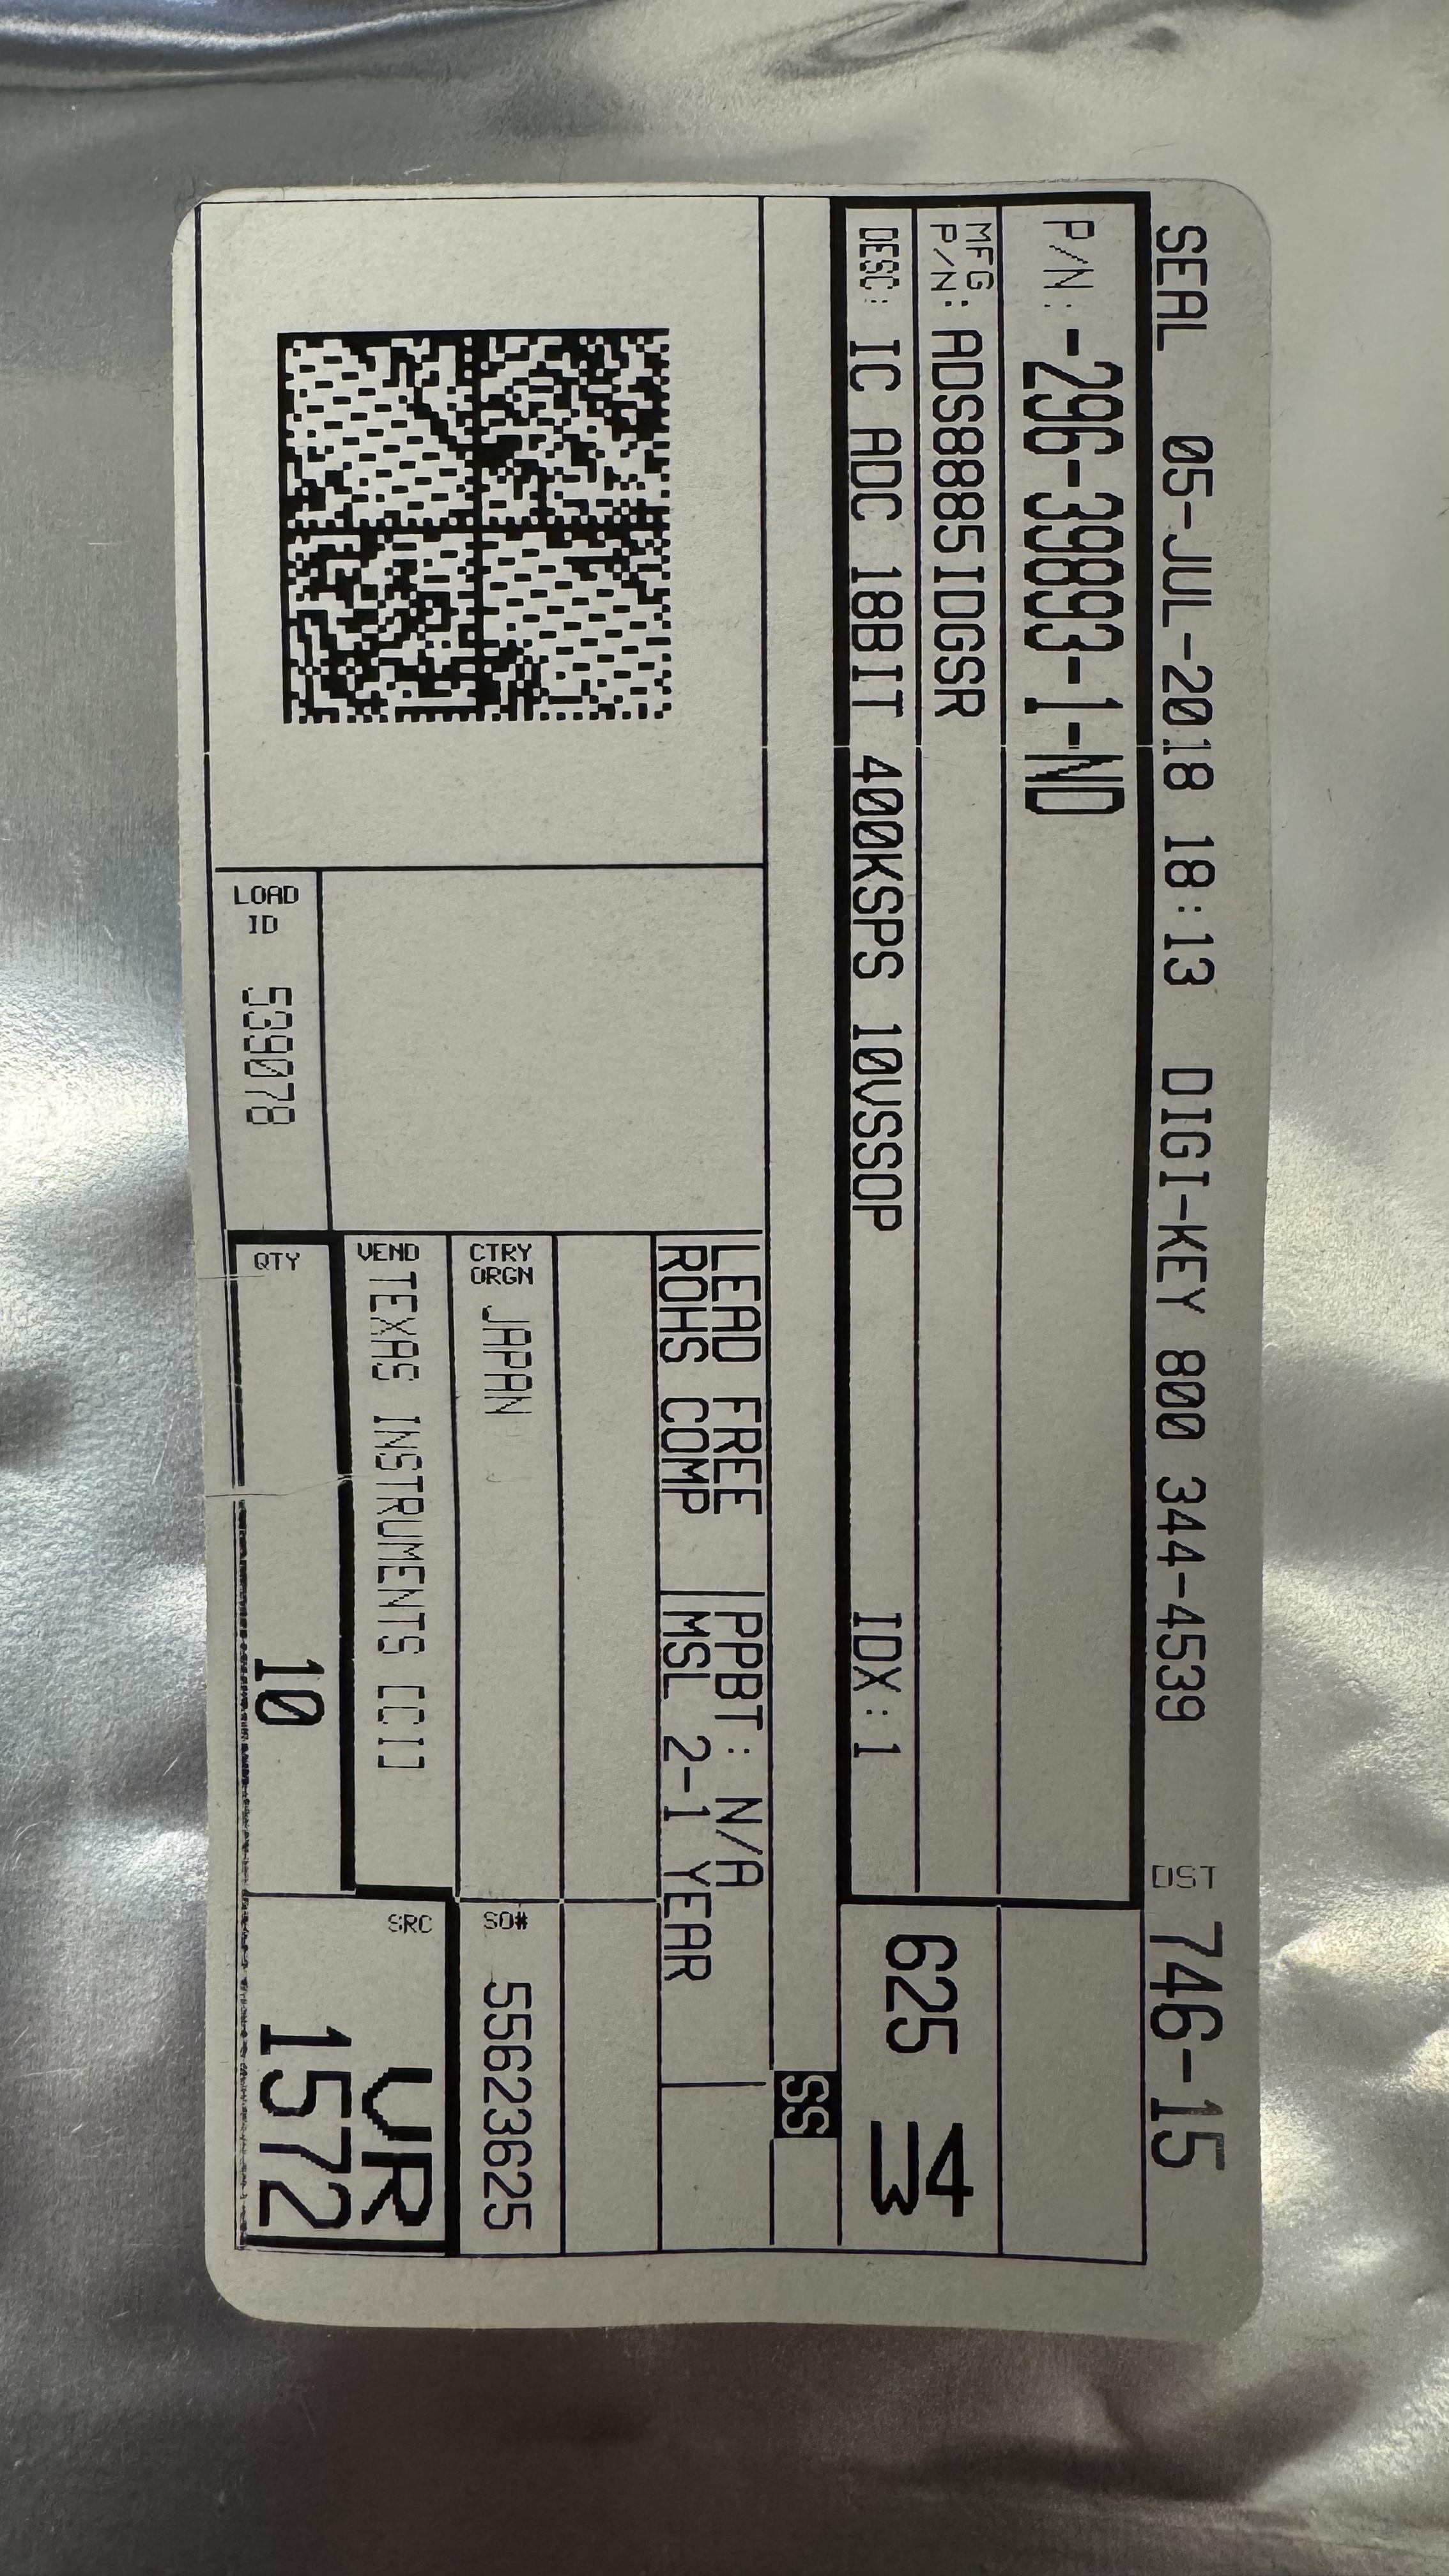 SEAL 05-JUL-2018 18:13 DIGI-KEY 800 344-4539 DST 746-15
P/N: -296-39893-1-ND
MFG P/N: ADS8885IDGSR
DESC: IC ADC 18BIT 400KSPS 10VSSOP IDX: 1
625 W4
SS
LEAD FREE PPBT: N/A
ROHS COMP MSL 2-1 YEAR
CTRY ORGN JAPAN
SO# 55623625
VEND TEXAS INSTRUMENTS [CI]
SRC VR
1572
LOAD ID 539078
QTY 10